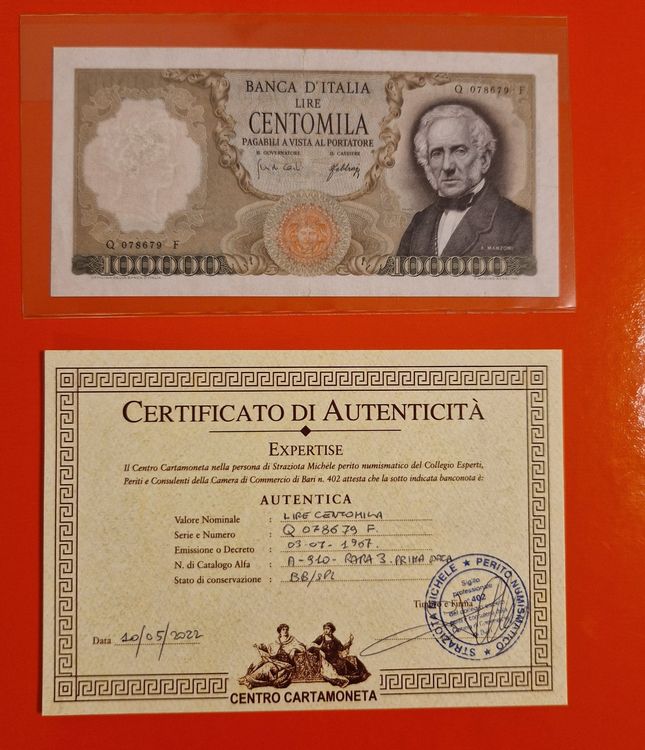 BANCA D'ITALIA
LIRE
CENTOMILA
PAGABILI A VISTA AL PORTATORE
IL GOVERNATORE IL CASSIERE
Q 078679 F
A. MANZONI
Q 078679 F
100000 100000
CERTIFICATO DI AUTENTICITÀ
EXPERTISE
Il Centro Cartamoneta nella persona di Straziota Michele perito numismatico del Collegio Esperti,
Periti e Consulenti della Camera di Commercio di Bari n. 402 attesta che la sotto indicata banconota è:
AUTENTICA
Valore Nominale : LIRE CENTOMILA
Serie e Numero : Q 078679 F
Emissione o Decreto : 03-07-1967
N. di Catalogo Alfa : A-910- RARA 3. PRIMA DATA
Stato di conservazione : BB/SPL
Timbro e Firma
STRAZIOTA MICHELE ★ PERITO NUMISMATICO ★
Sigillo
professionale
n° 402
Data 10/05/2022
CENTRO CARTAMONETA